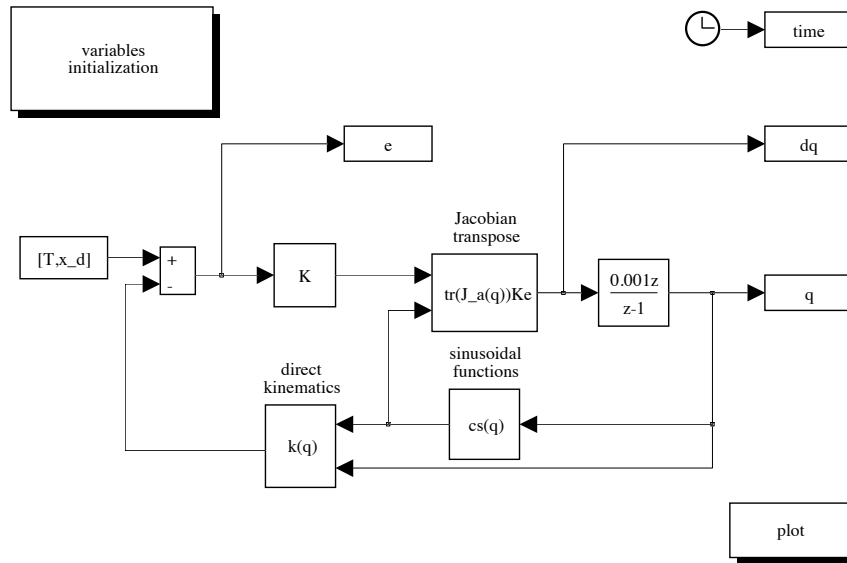 variables
initialization
time
e
dq
Jacobian
transpose
[T,x_d]
+
-
K
tr(J_a(q))Ke
0.001z
z-1
q
direct
kinematics
sinusoidal
functions
k(q)
cs(q)
plot